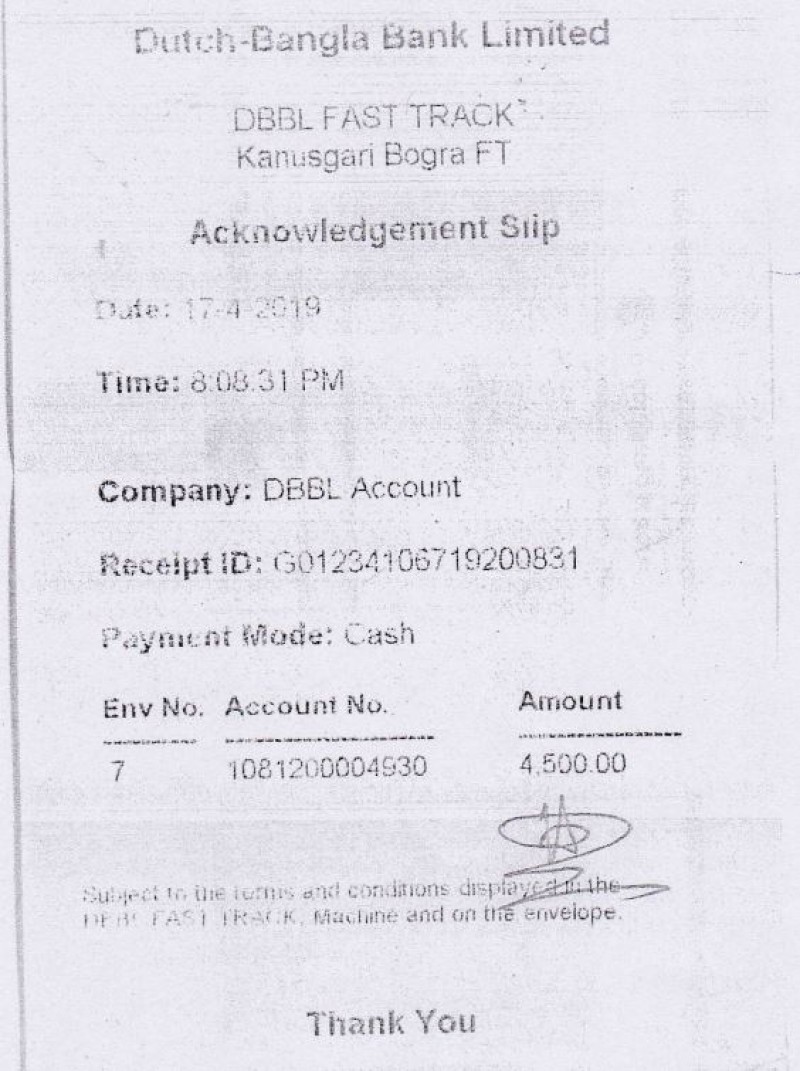 Dutch-Bangla Bank Limited
DBBL FAST TRACK
Kanusgari Bogra FT
Acknowledgement Slip
Date: 17-4-2019
Time: 8:08:31 PM
Company: DBBL Account
Receipt ID: G01234106719200831
Payment Mode: Cash
Env No. Account No. Amount
7 1081200004930 4,500.00
Subject to the terms and conditions displayed in the
DBBL FAST TRACK, Machine and on the envelope.
Thank You